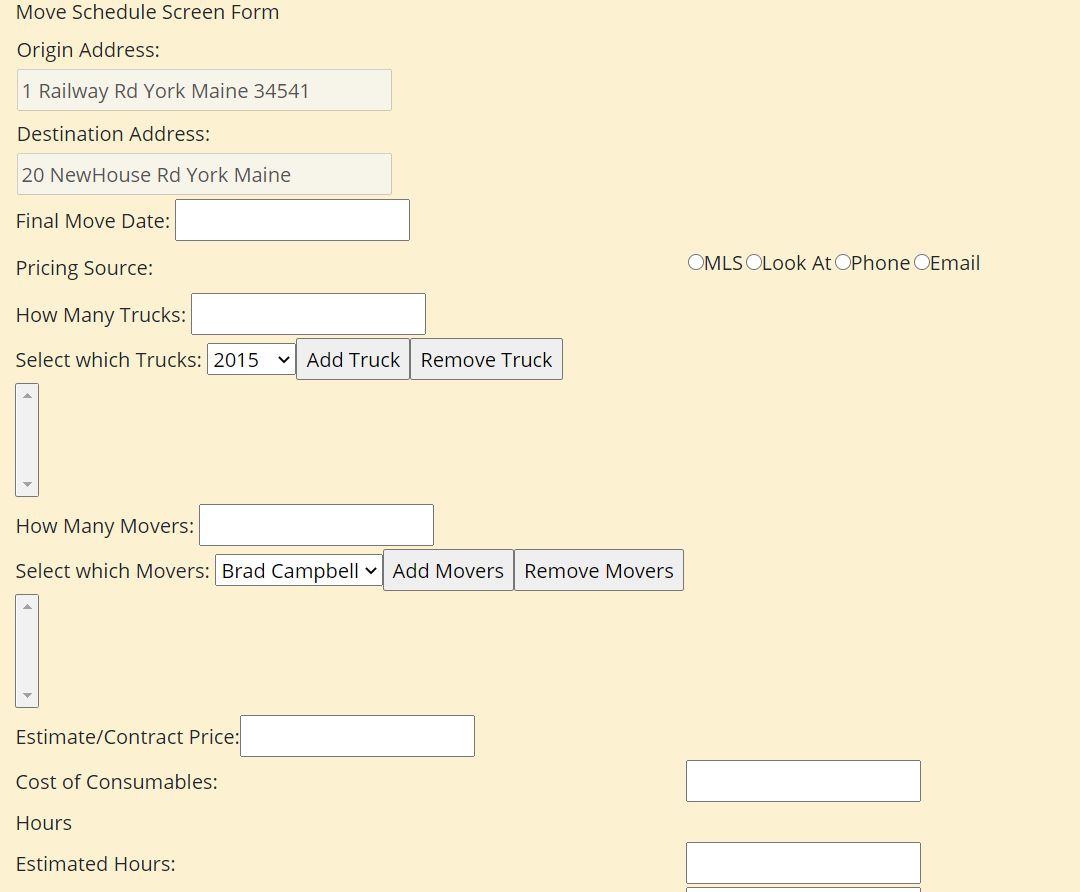 Move Schedule Screen Form
Origin Address:
1 Railway Rd York Maine 34541
Destination Address:
20 NewHouse Rd York Maine
Final Move Date:
Pricing Source: MLS Look At Phone Email
How Many Trucks:
Select which Trucks: 2015 Add Truck Remove Truck
How Many Movers:
Select which Movers: Brad Campbell Add Movers Remove Movers
Estimate/Contract Price:
Cost of Consumables:
Hours
Estimated Hours: